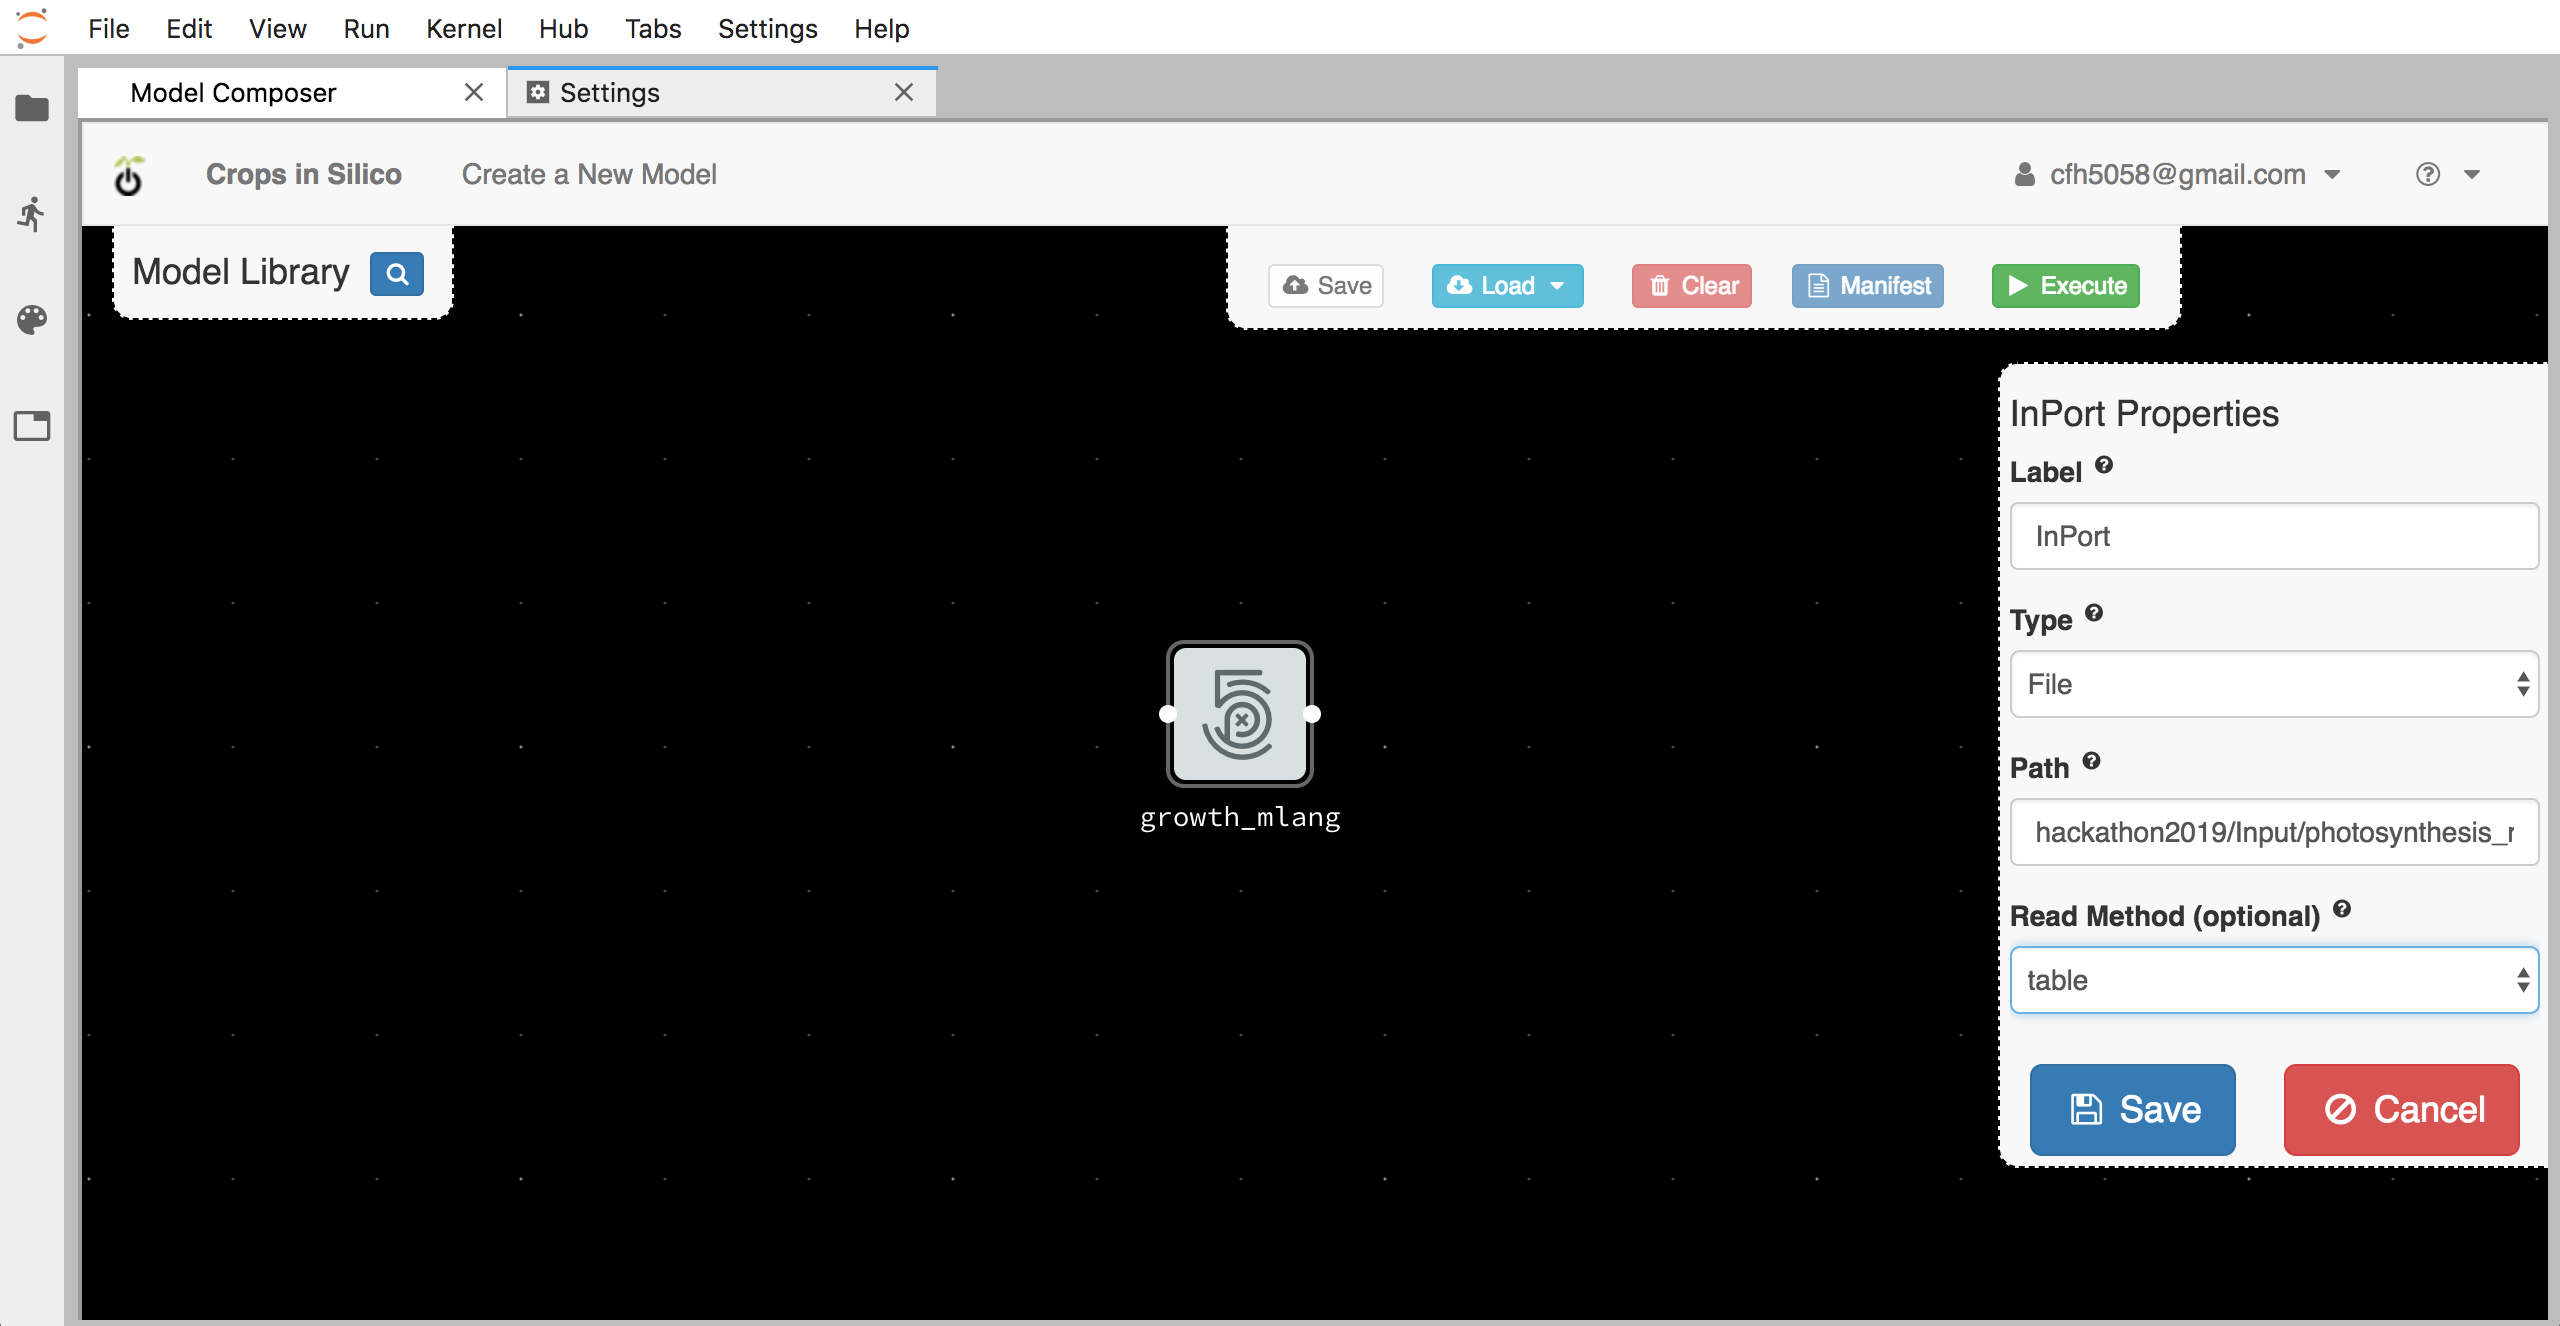 File Edit View Run Kernel Hub Tabs Settings Help
Model Composer Settings
Crops in Silico Create a New Model cfh5058@gmail.com
Model Library
Save Load Clear Manifest Execute
InPort Properties
Label
InPort
Type
File
Path
hackathon2019/Input/photosynthesis_r
Read Method (optional)
table
Save Cancel
growth_mlang